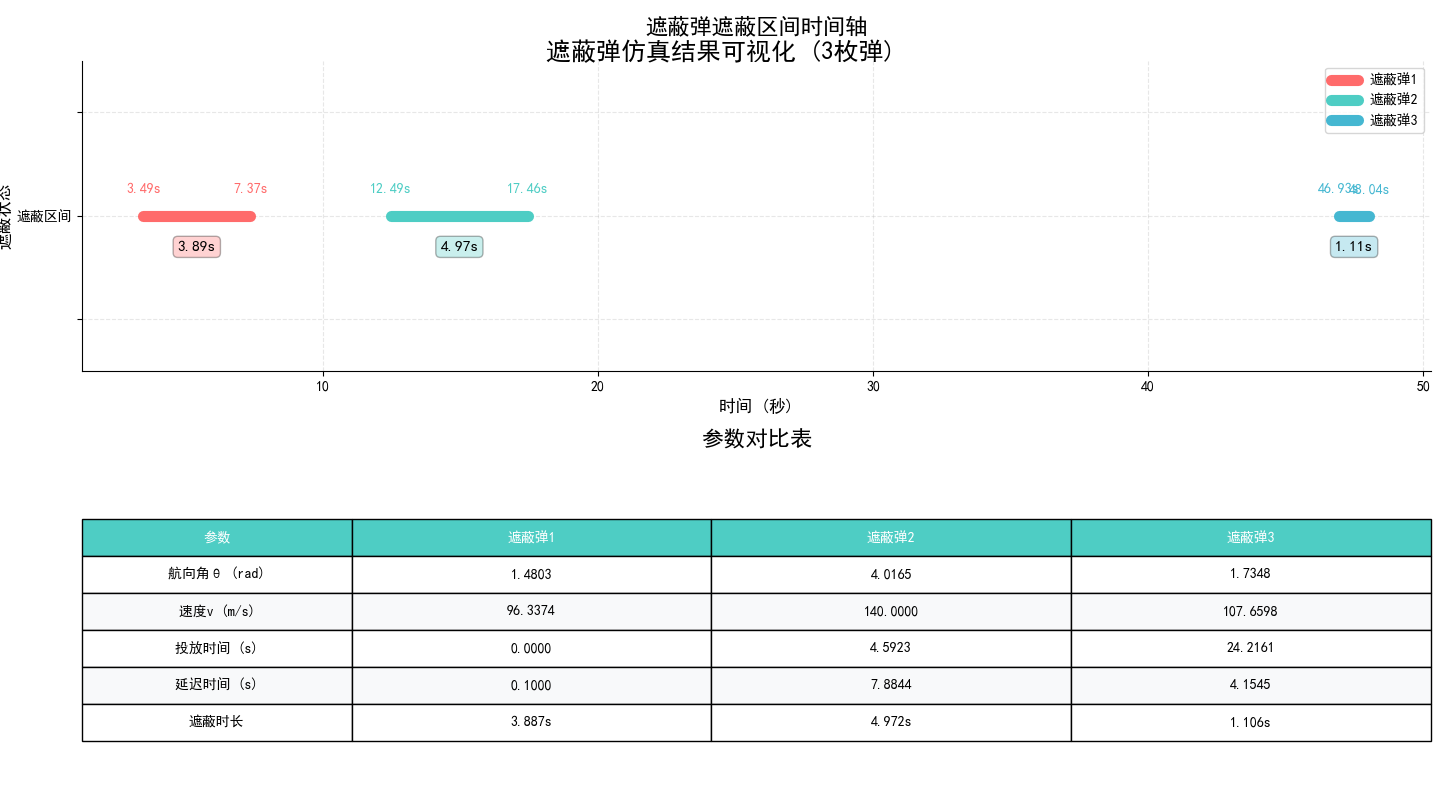 遮蔽弹遮蔽区间时间轴
遮蔽弹仿真结果可视化 (3枚弹)
遮蔽弹1
遮蔽弹2
遮蔽弹3
3.49s 7.37s 12.49s 17.46s 46.93s 48.04s
遮蔽状态
遮蔽区间
3.89s 4.97s 1.11s
10 20 30 40 50
时间 (秒)
参数对比表
参数 遮蔽弹1 遮蔽弹2 遮蔽弹3
航向角θ (rad) 1.4803 4.0165 1.7348
速度v (m/s) 96.3374 140.0000 107.6598
投放时间 (s) 0.0000 4.5923 24.2161
延迟时间 (s) 0.1000 7.8844 4.1545
遮蔽时长 3.887s 4.972s 1.106s